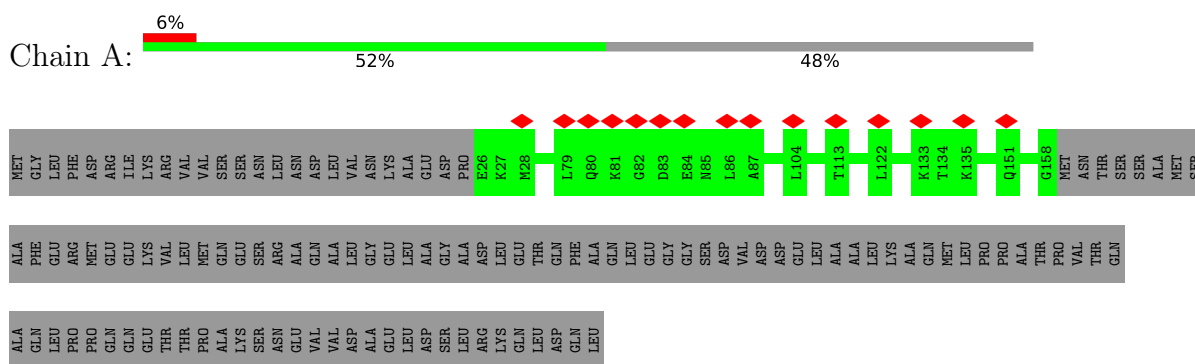 6%
Chain A:
52% 48%
MET GLY LEU PHE ASP ARG ILE LYS ARG VAL VAL SER SER ASN LEU ASN ASP LEU VAL ASN LYS ALA GLU ASP PRO E26 K27 M28 L79 Q80 K81 G82 D83 E84 N85 L86 A87 L104 T113 L122 K133 T134 K135 Q151 G158 MET ASN THR SER SER ALA MET SER
ALA PHE GLU ARG MET GLU GLU LYS VAL LEU MET GLN GLU SER ARG ALA GLN ALA LEU GLY GLU LEU ALA GLY ALA ASP LEU GLU THR GLN PHE ALA GLN LEU GLU GLY GLY SER ASP VAL ASP ASP GLU LEU ALA ALA LEU LYS ALA GLN MET LEU PRO PRO ALA THR PRO VAL THR GLN
ALA GLN LEU PRO PRO GLN GLN GLU THR THR PRO ALA LYS SER ASN GLU VAL VAL ASP ALA GLU LEU ASP SER LEU ARG LYS GLN LEU ASP GLN LEU